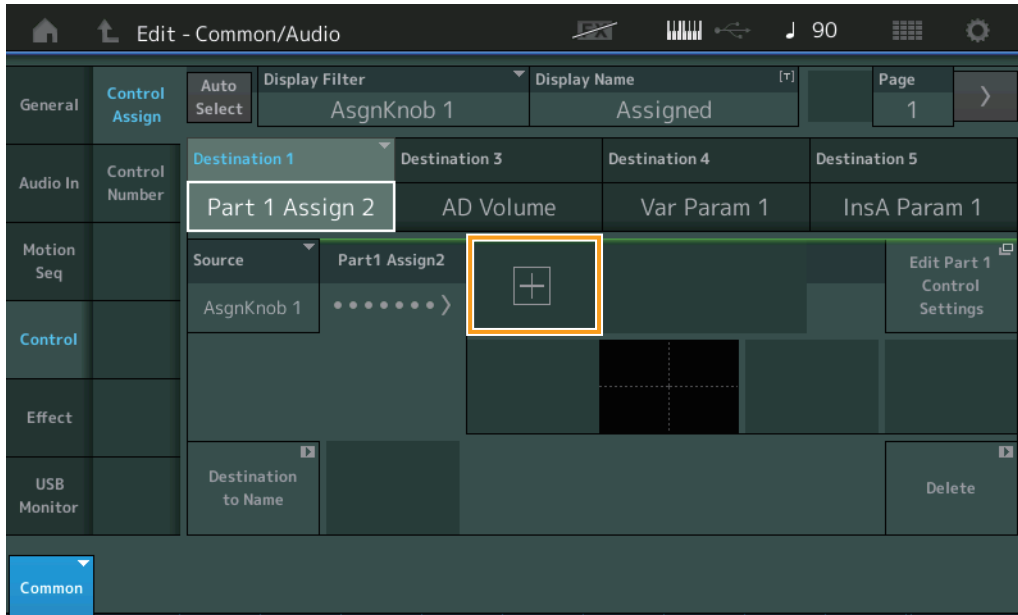 Edit - Common/Audio
90
General
Control
Assign
Auto
Select
Display Filter
AsgnKnob 1
Display Name
[T]
Assigned
Page
1
Audio In
Control
Number
Destination 1
Part 1 Assign 2
Destination 3
AD Volume
Destination 4
Var Param 1
Destination 5
InsA Param 1
Motion
Seq
Source
AsgnKnob 1
Part1 Assign2
Edit Part 1
Control
Settings
Control
Effect
USB
Monitor
Destination
to Name
Delete
Common